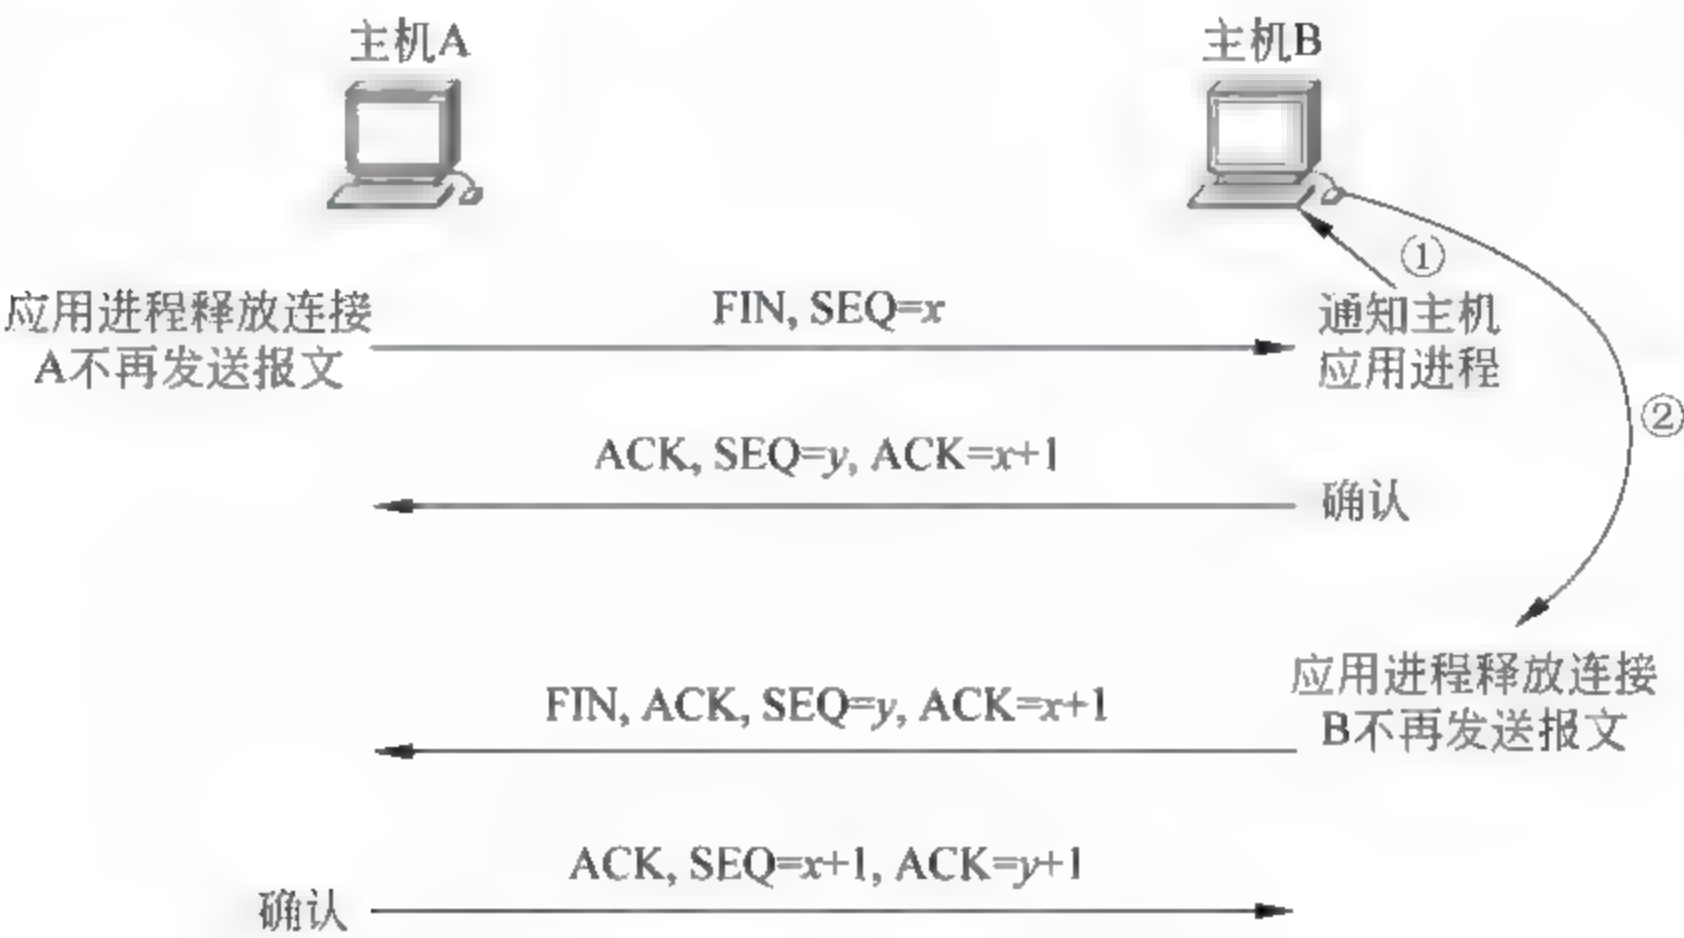 主机A
主机B
①
应用进程释放连接
A不再发送报文
FIN, SEQ=x
通知主机
应用进程
②
ACK, SEQ=y, ACK=x+1
确认
FIN, ACK, SEQ=y, ACK=x+1
应用进程释放连接
B不再发送报文
ACK, SEQ=x+1, ACK=y+1
确认